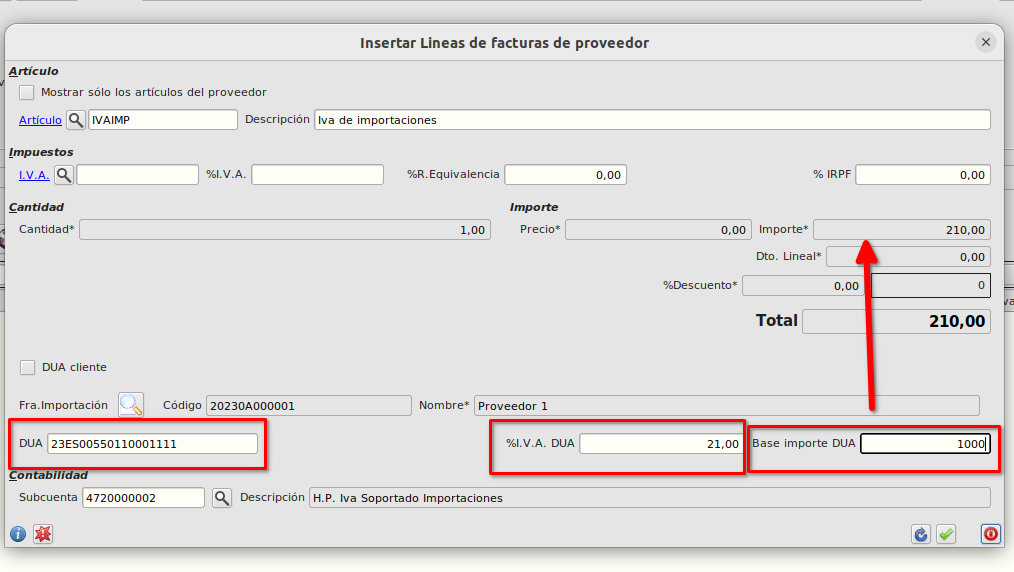 Insertar Lineas de facturas de proveedor
Artículo
Mostrar sólo los artículos del proveedor
Artículo IVAIMP Descripción Iva de importaciones
Impuestos
I.V.A. %I.V.A. %R.Equivalencia 0,00 % IRPF 0,00
Cantidad Importe
Cantidad* 1,00 Precio* 0,00 Importe* 210,00
Dto. Lineal* 0,00
%Descuento* 0,00 0
Total 210,00
DUA cliente
Fra.Importación Código 20230A000001 Nombre* Proveedor 1
DUA 23ES00550110001111 %I.V.A. DUA 21,00 Base importe DUA 1000
Contabilidad
Subcuenta 4720000002 Descripción H.P. Iva Soportado Importaciones